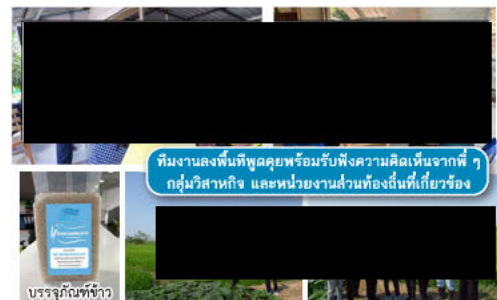 ทีมงานลงพื้นที่พูดคุยพร้อมรับฟังความคิดเห็นจากพี่ ๆ
กลุ่มวิสาหกิจ และหน่วยงานส่วนท้องถิ่นที่เกี่ยวข้อง
บรรจุภัณฑ์ข้าว